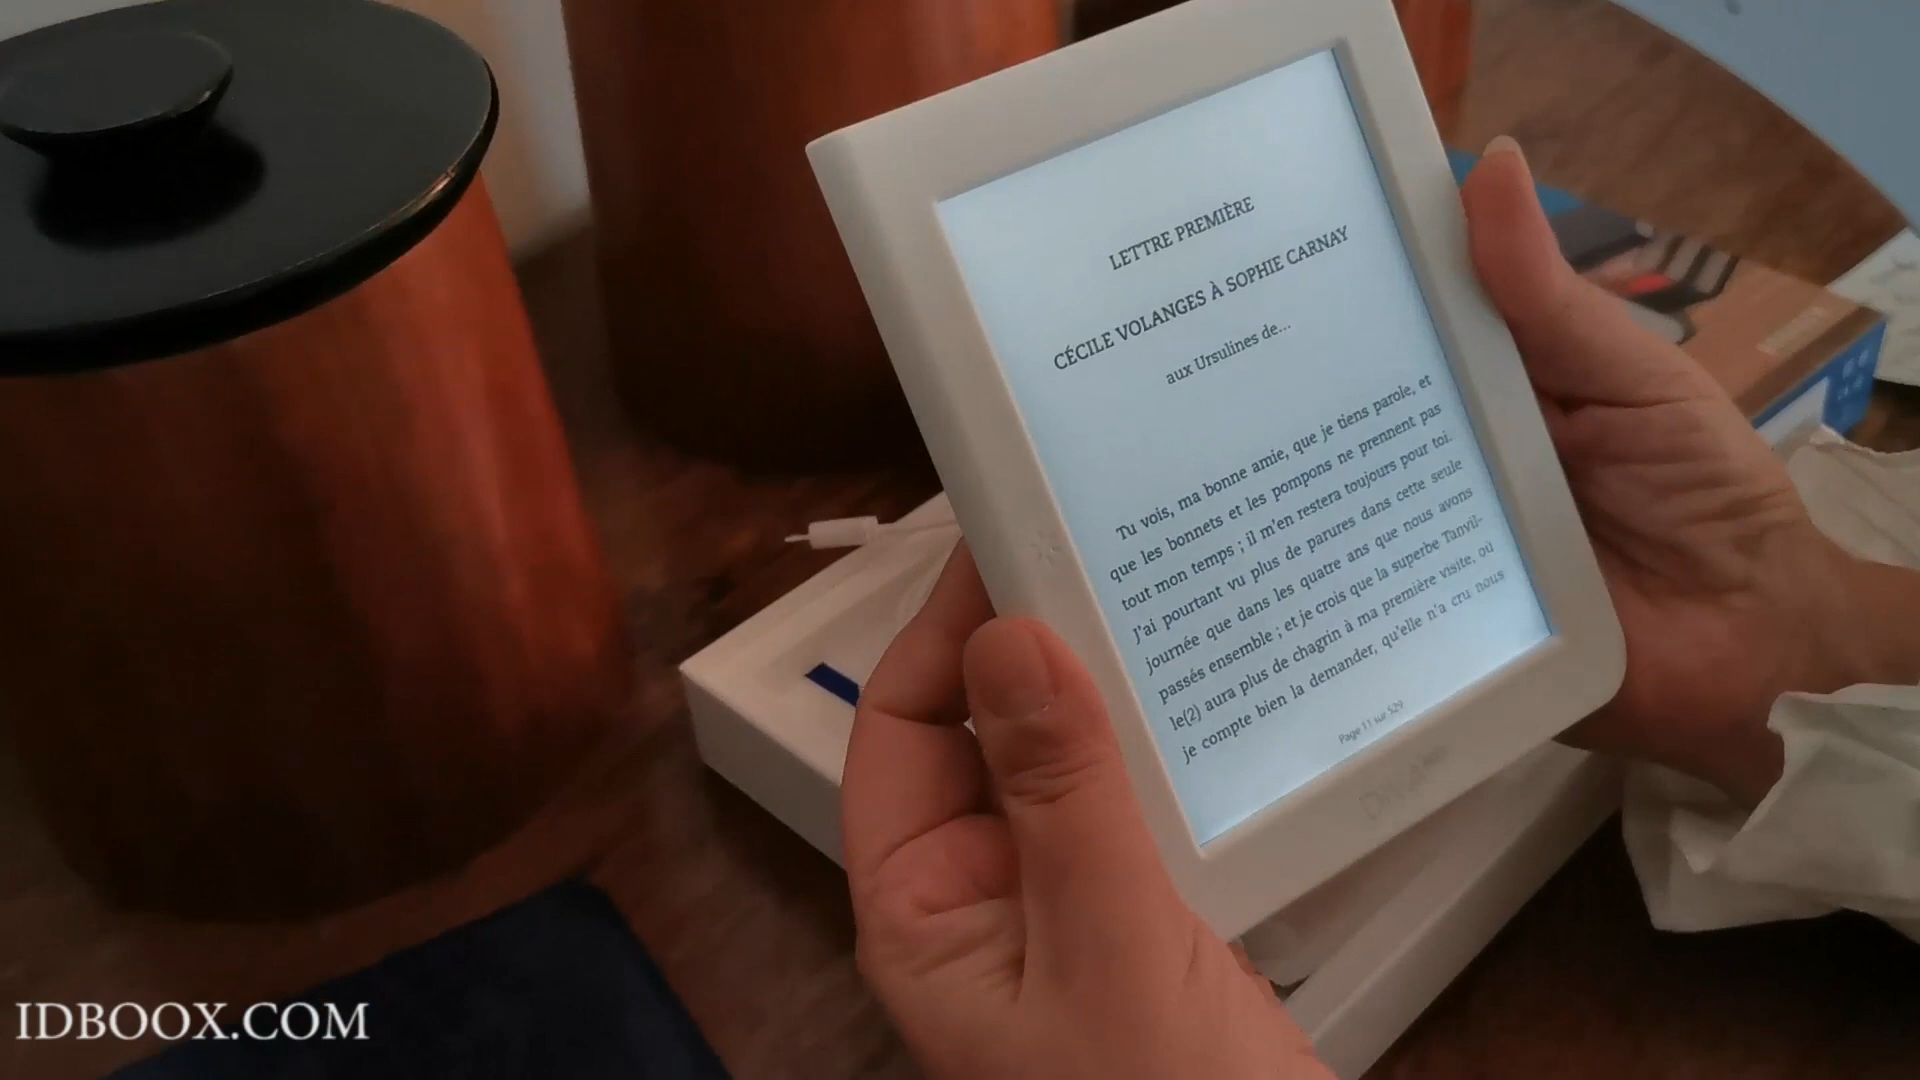 LETTRE PREMIÈRE
CÉCILE VOLANGES À SOPHIE CARNAY
aux Ursulines de...
Tu vois, ma bonne amie, que je tiens parole, et
que les bonnets et les pompons ne prennent pas
tout mon temps ; il m'en restera toujours pour toi.
J'ai pourtant vu plus de parures dans cette seule
journée que dans les quatre ans que nous avons
passés ensemble ; et je crois que la superbe Tanvil-
le(2) aura plus de chagrin à ma première visite, où
je compte bien la demander, qu'elle n'a cru nous
Page 11 sur 529
IDBOOX.COM